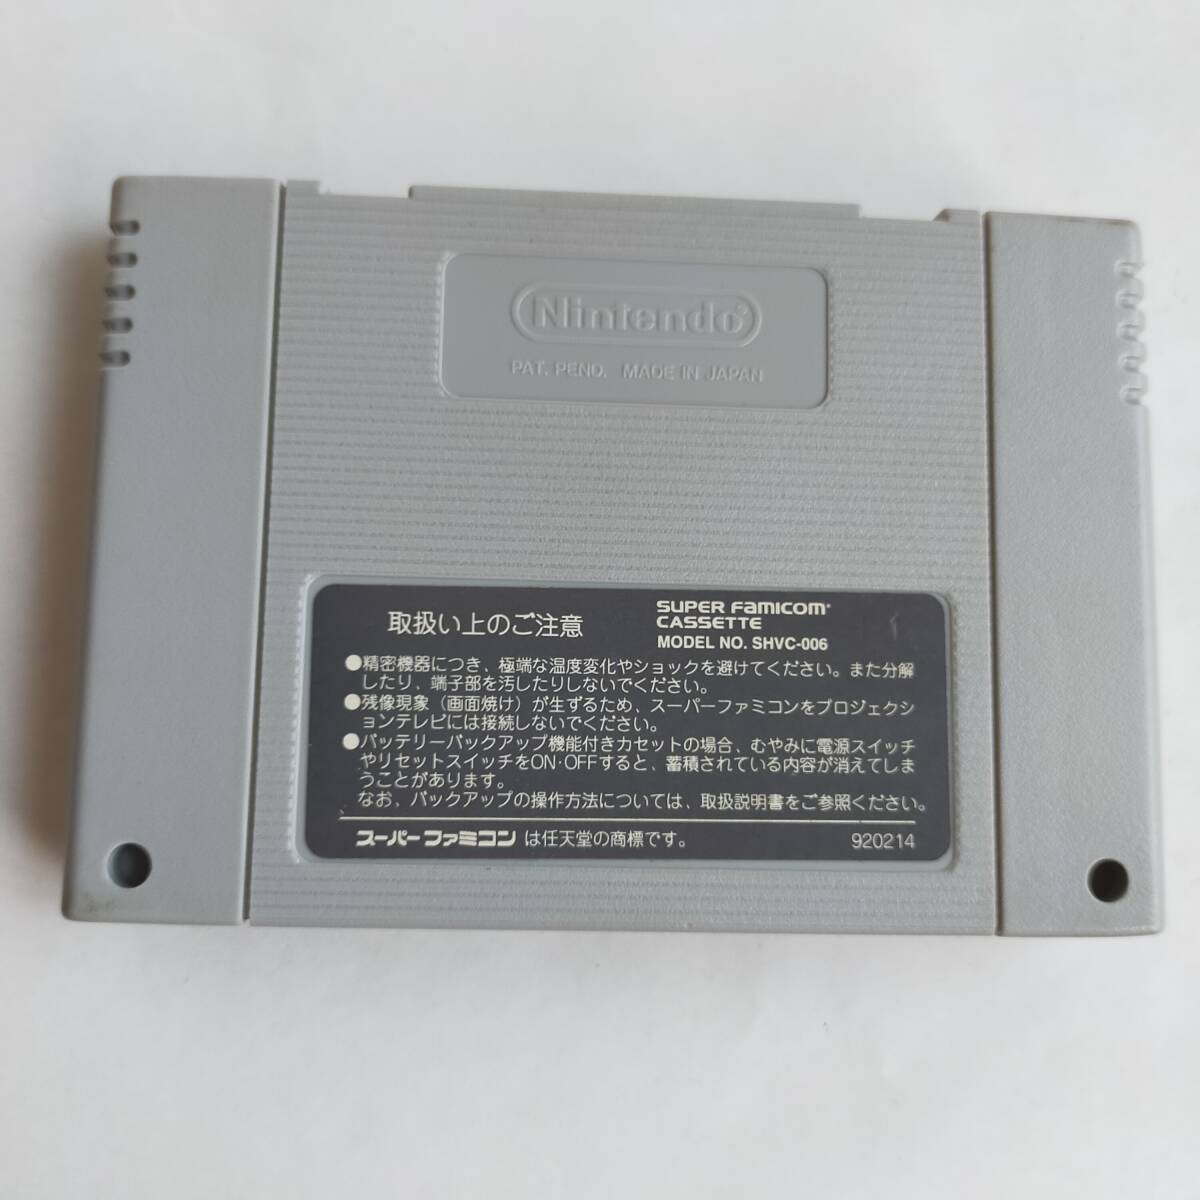 Nintendo®
PAT. PEND. MADE IN JAPAN
取扱い上のご注意
SUPER FAMICOM®
CASSETTE
MODEL NO. SHVC-006
●精密機器につき、極端な温度変化やショックを避けてください。また分解
したり、端子部を汚したりしないでください。
●残像現象（画面焼け）が生ずるため、スーパーファミコンをプロジェクシ
ョンテレビには接続しないでください。
●バッテリーバックアップ機能付きカセットの場合、むやみに電源スイッチ
やリセットスイッチをON・OFFすると、蓄積されている内容が消えてしま
うことがあります。
なお、バックアップの操作方法については、取扱説明書をご参照ください。
スーパーファミコン は任天堂の商標です。
920214